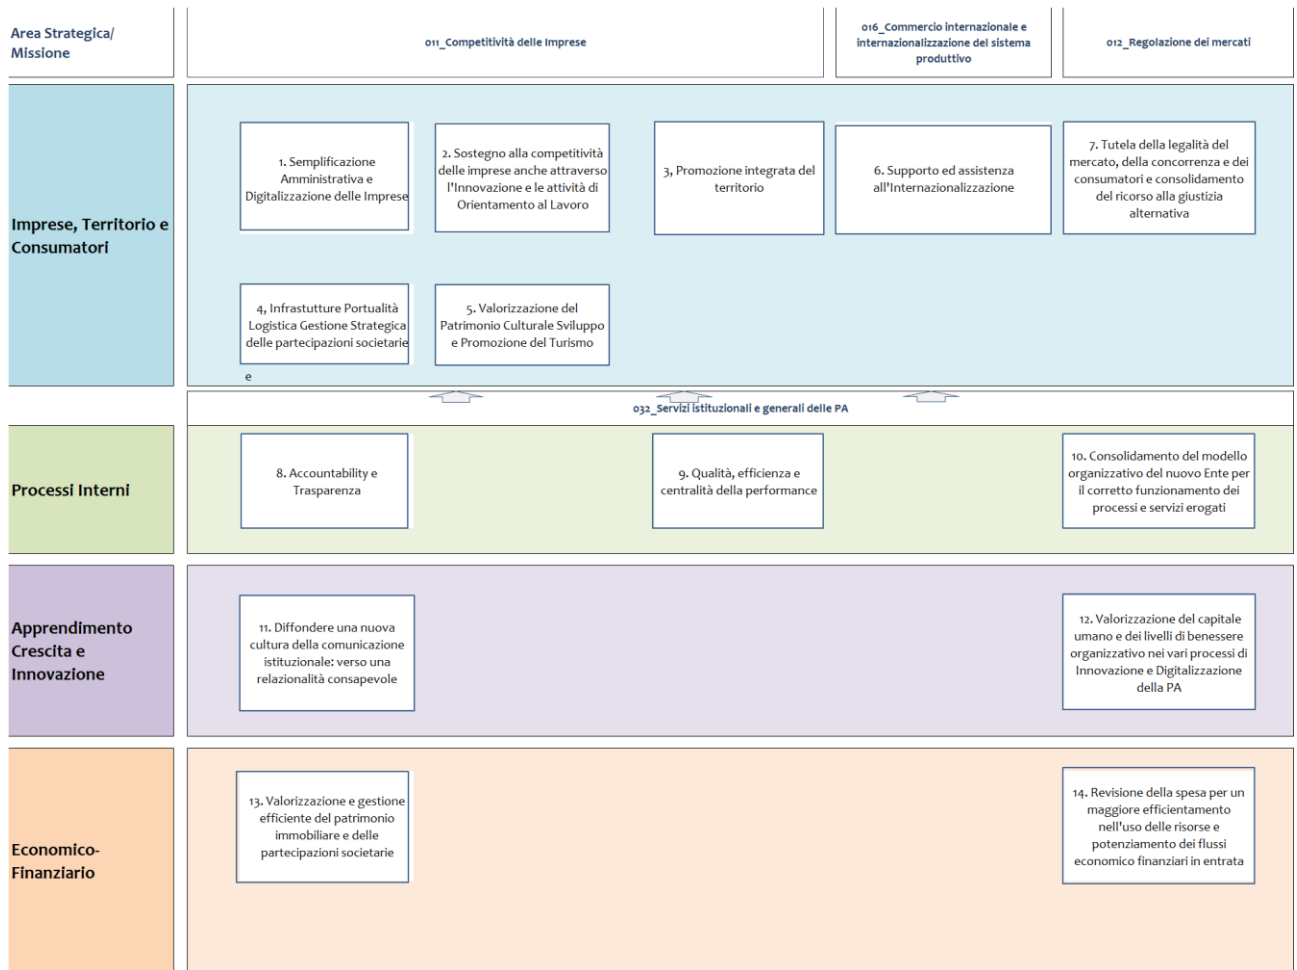 Area Strategica/
Missione
011_Competitività delle Imprese
016_Commercio internazionale e
internazionalizzazione del sistema
produttivo
012_Regolazione dei mercati
Imprese, Territorio e
Consumatori
1. Semplificazione
Amministrativa e
Digitalizzazione delle Imprese
2. Sostegno alla competitività
delle imprese anche attraverso
l'Innovazione e le attività di
Orientamento al Lavoro
3, Promozione integrata del
territorio
6. Supporto ed assistenza
all'Internazionalizzazione
7. Tutela della legalità del
mercato, della concorrenza e dei
consumatori e consolidamento
del ricorso alla giustizia
alternativa
4, Infrastutture Portualità
Logistica Gestione Strategica
delle partecipazioni societarie
e
5. Valorizzazione del
Patrimonio Culturale Sviluppo
e Promozione del Turismo
032_Servizi istituzionali e generali delle PA
Processi Interni
8. Accountability e
Trasparenza
9. Qualità, efficienza e
centralità della performance
10. Consolidamento del modello
organizzativo del nuovo Ente per
il corretto funzionamento dei
processi e servizi erogati
Apprendimento
Crescita e
Innovazione
11. Diffondere una nuova
cultura della comunicazione
istituzionale: verso una
relazionalità consapevole
12. Valorizzazione del capitale
umano e dei livelli di benessere
organizzativo nei vari processi di
Innovazione e Digitalizzazione
della PA
Economico-
Finanziario
13. Valorizzazione e gestione
efficiente del patrimonio
immobiliare e delle
partecipazioni societarie
14. Revisione della spesa per un
maggiore efficientamento
nell'uso delle risorse e
potenziamento dei flussi
economico finanziari in entrata